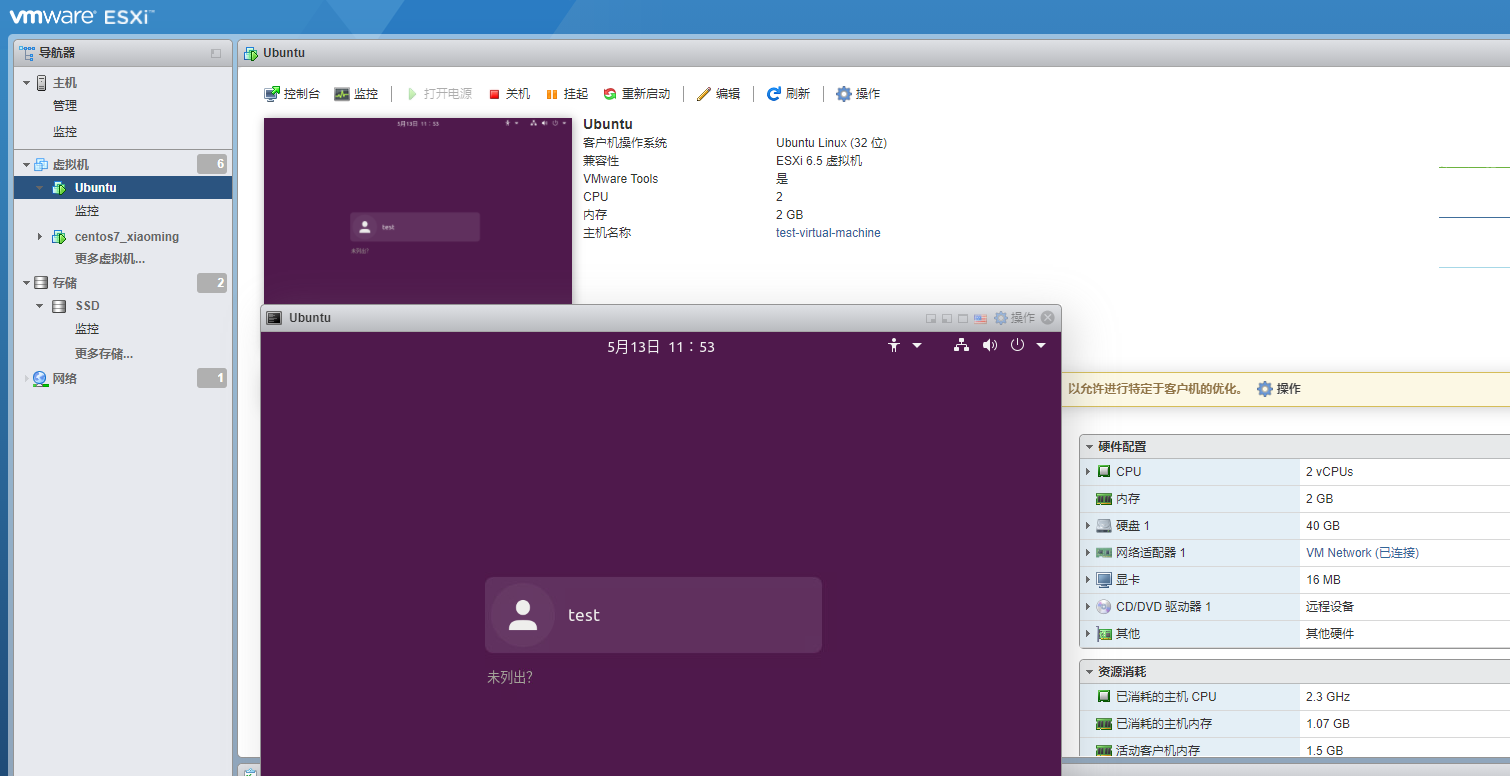 vmware ESXi™
导航器
主机
管理
监控
虚拟机 6
Ubuntu
监控
centos7_xiaoming
更多虚拟机...
存储 2
SSD
监控
更多存储...
网络 1
Ubuntu
控制台 监控 打开电源 关机 挂起 重新启动 编辑 刷新 操作
5月13日 11：53
test
未列出?
Ubuntu
客户机操作系统 Ubuntu Linux (32 位)
兼容性 ESXi 6.5 虚拟机
VMware Tools 是
CPU 2
内存 2 GB
主机名称 test-virtual-machine
Ubuntu 操作
5月13日 11：53
test
未列出?
以允许进行特定于客户机的优化。 操作
硬件配置
CPU 2 vCPUs
内存 2 GB
硬盘 1 40 GB
网络适配器 1 VM Network (已连接)
显卡 16 MB
CD/DVD 驱动器 1 远程设备
其他 其他硬件
资源消耗
已消耗的主机 CPU 2.3 GHz
已消耗的主机内存 1.07 GB
活动客户机内存 1.5 GB